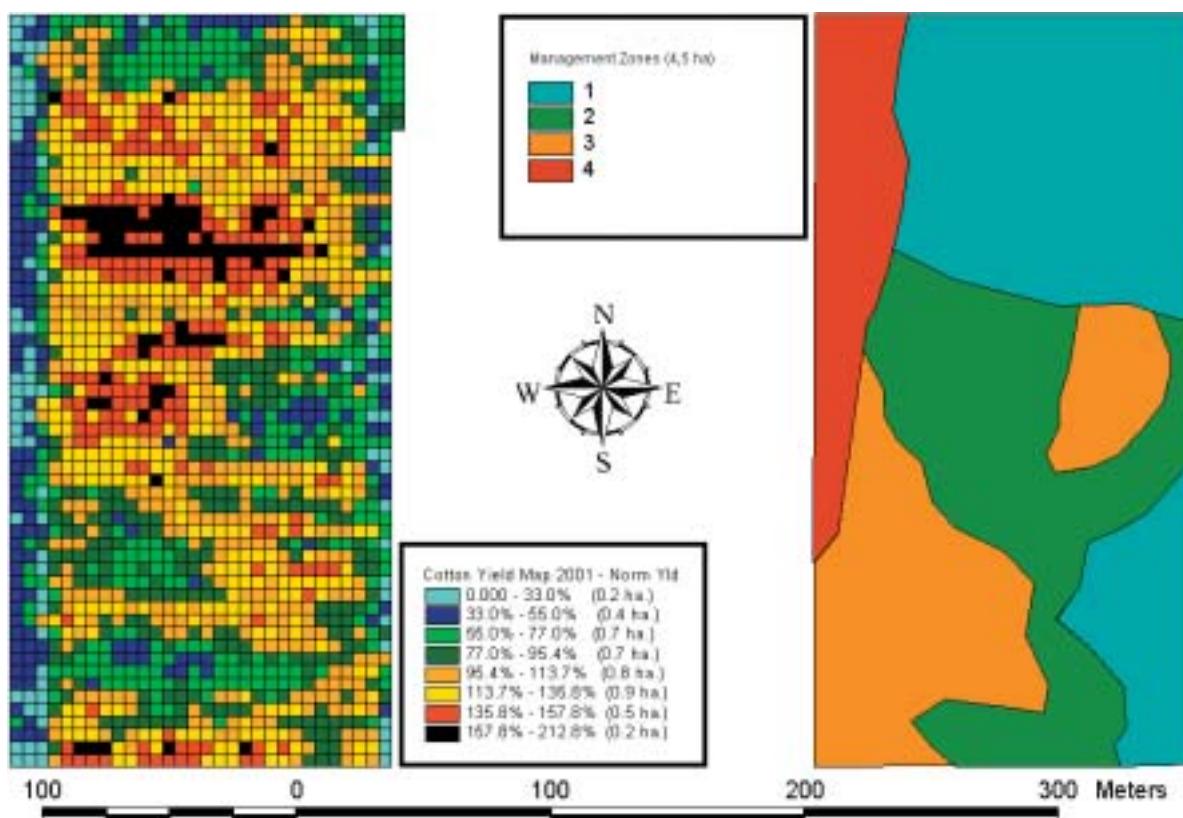 Management Zones (4,5 ha)
1
2
3
4
N
W E
S
Cotton Yield Map 2001 - Norm Yld
0.000 - 33.0% (0.2 ha.)
33.0% - 55.0% (0.4 ha.)
55.0% - 77.0% (0.7 ha.)
77.0% - 95.4% (0.7 ha.)
95.4% - 113.7% (0.8 ha.)
113.7% - 135.8% (0.9 ha.)
135.8% - 157.8% (0.5 ha.)
157.8% - 212.8% (0.2 ha.)
100 0 100 200 300 Meters